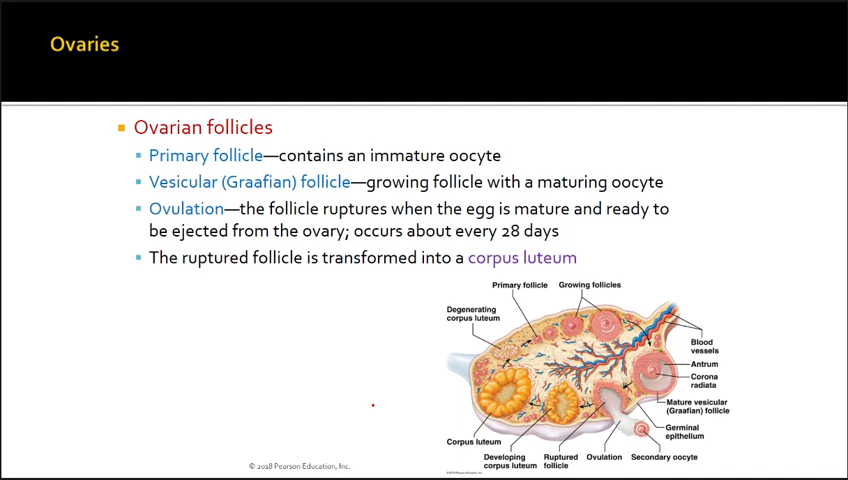 Ovaries
Ovarian follicles
Primary follicle—contains an immature oocyte
Vesicular (Graafian) follicle—growing follicle with a maturing oocyte
Ovulation—the follicle ruptures when the egg is mature and ready to
be ejected from the ovary; occurs about every 28 days
The ruptured follicle is transformed into a corpus luteum
Primary follicle
Growing follicles
Degenerating
corpus luteum
Blood
vessels
Antrum
Corona
radiata
Mature vesicular
(Graafian) follicle
Germinal
epithelium
Corpus luteum
Developing
corpus luteum
Ruptured
follicle
Ovulation
Secondary oocyte
© 2018 Pearson Education, Inc.